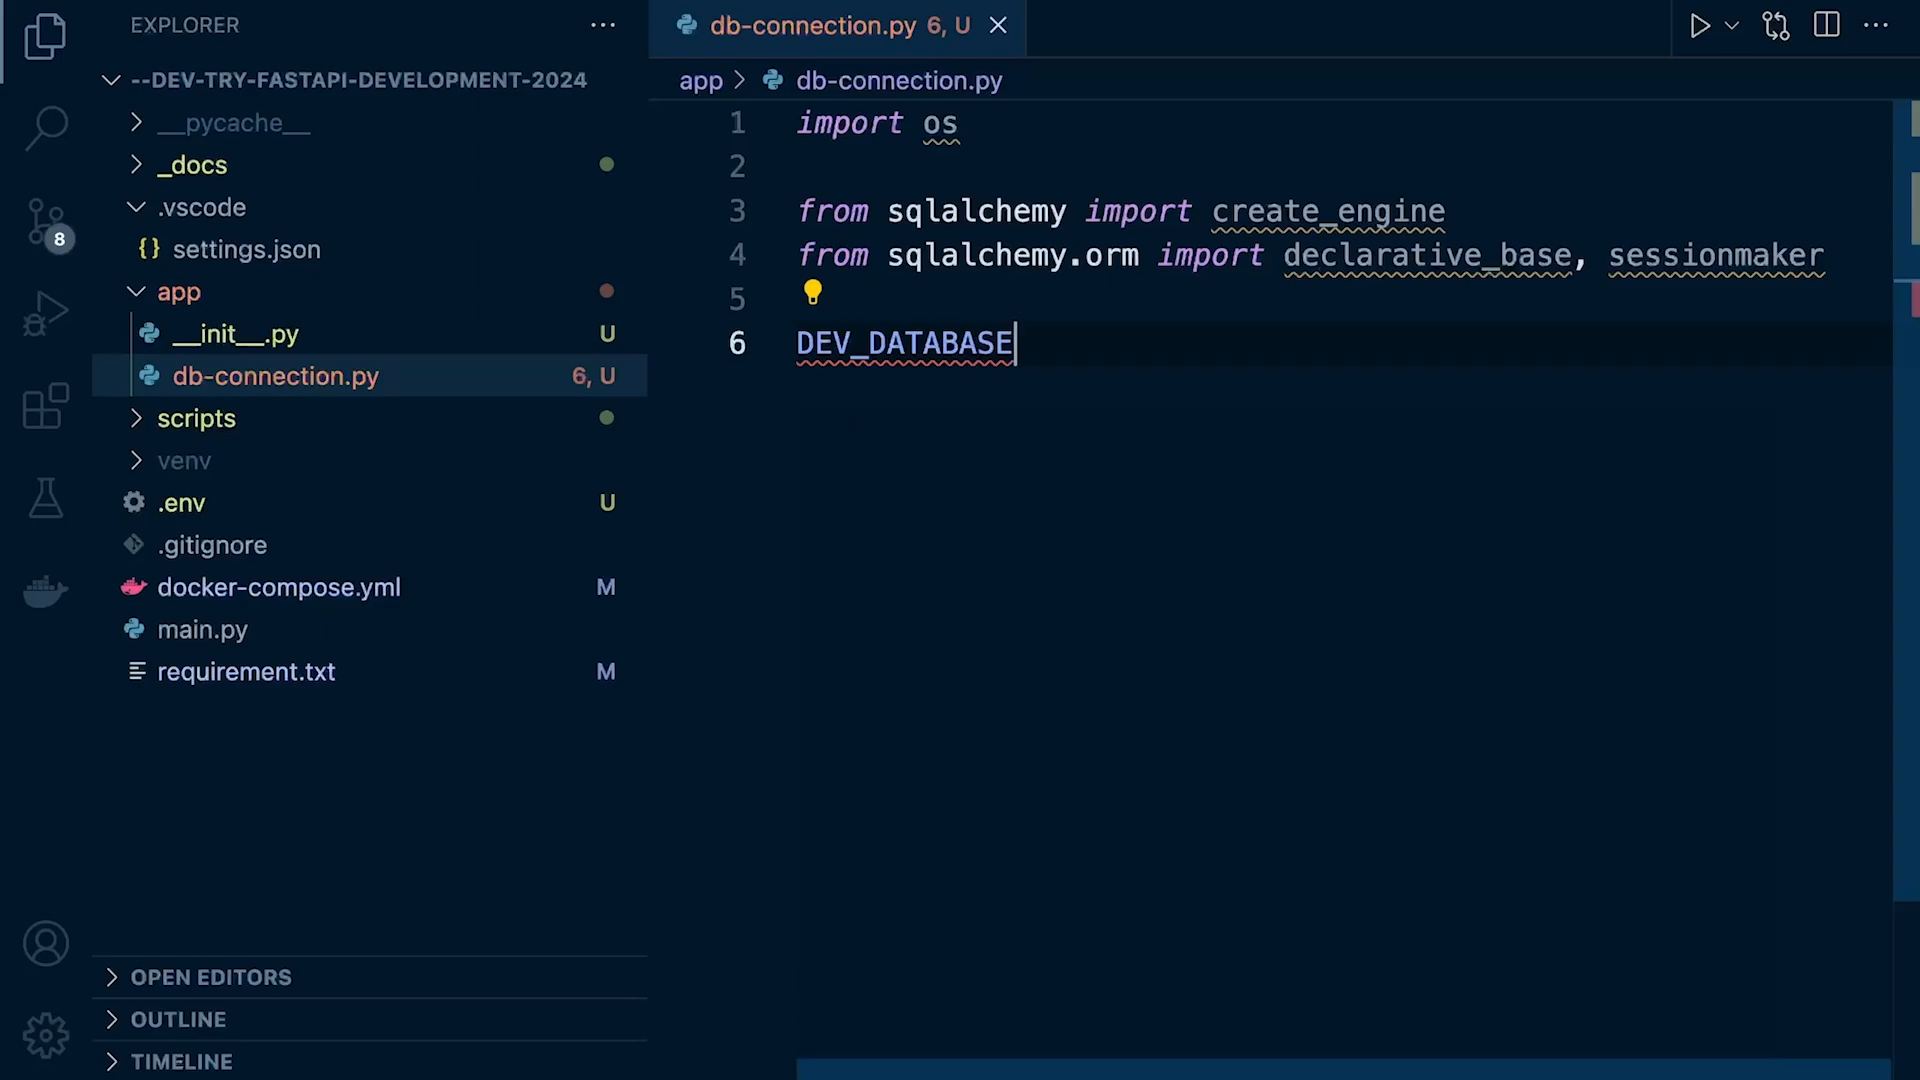 EXPLORER
--DEV-TRY-FASTAPI-DEVELOPMENT-2024
__pycache__
_docs
.vscode
{} settings.json
app
__init__.py U
db-connection.py 6, U
scripts
venv
.env U
.gitignore
docker-compose.yml M
main.py
requirement.txt M
OPEN EDITORS
OUTLINE
TIMELINE
8
db-connection.py 6, U
app > db-connection.py
1 import os
2
3 from sqlalchemy import create_engine
4 from sqlalchemy.orm import declarative_base, sessionmaker
5
6 DEV_DATABASE